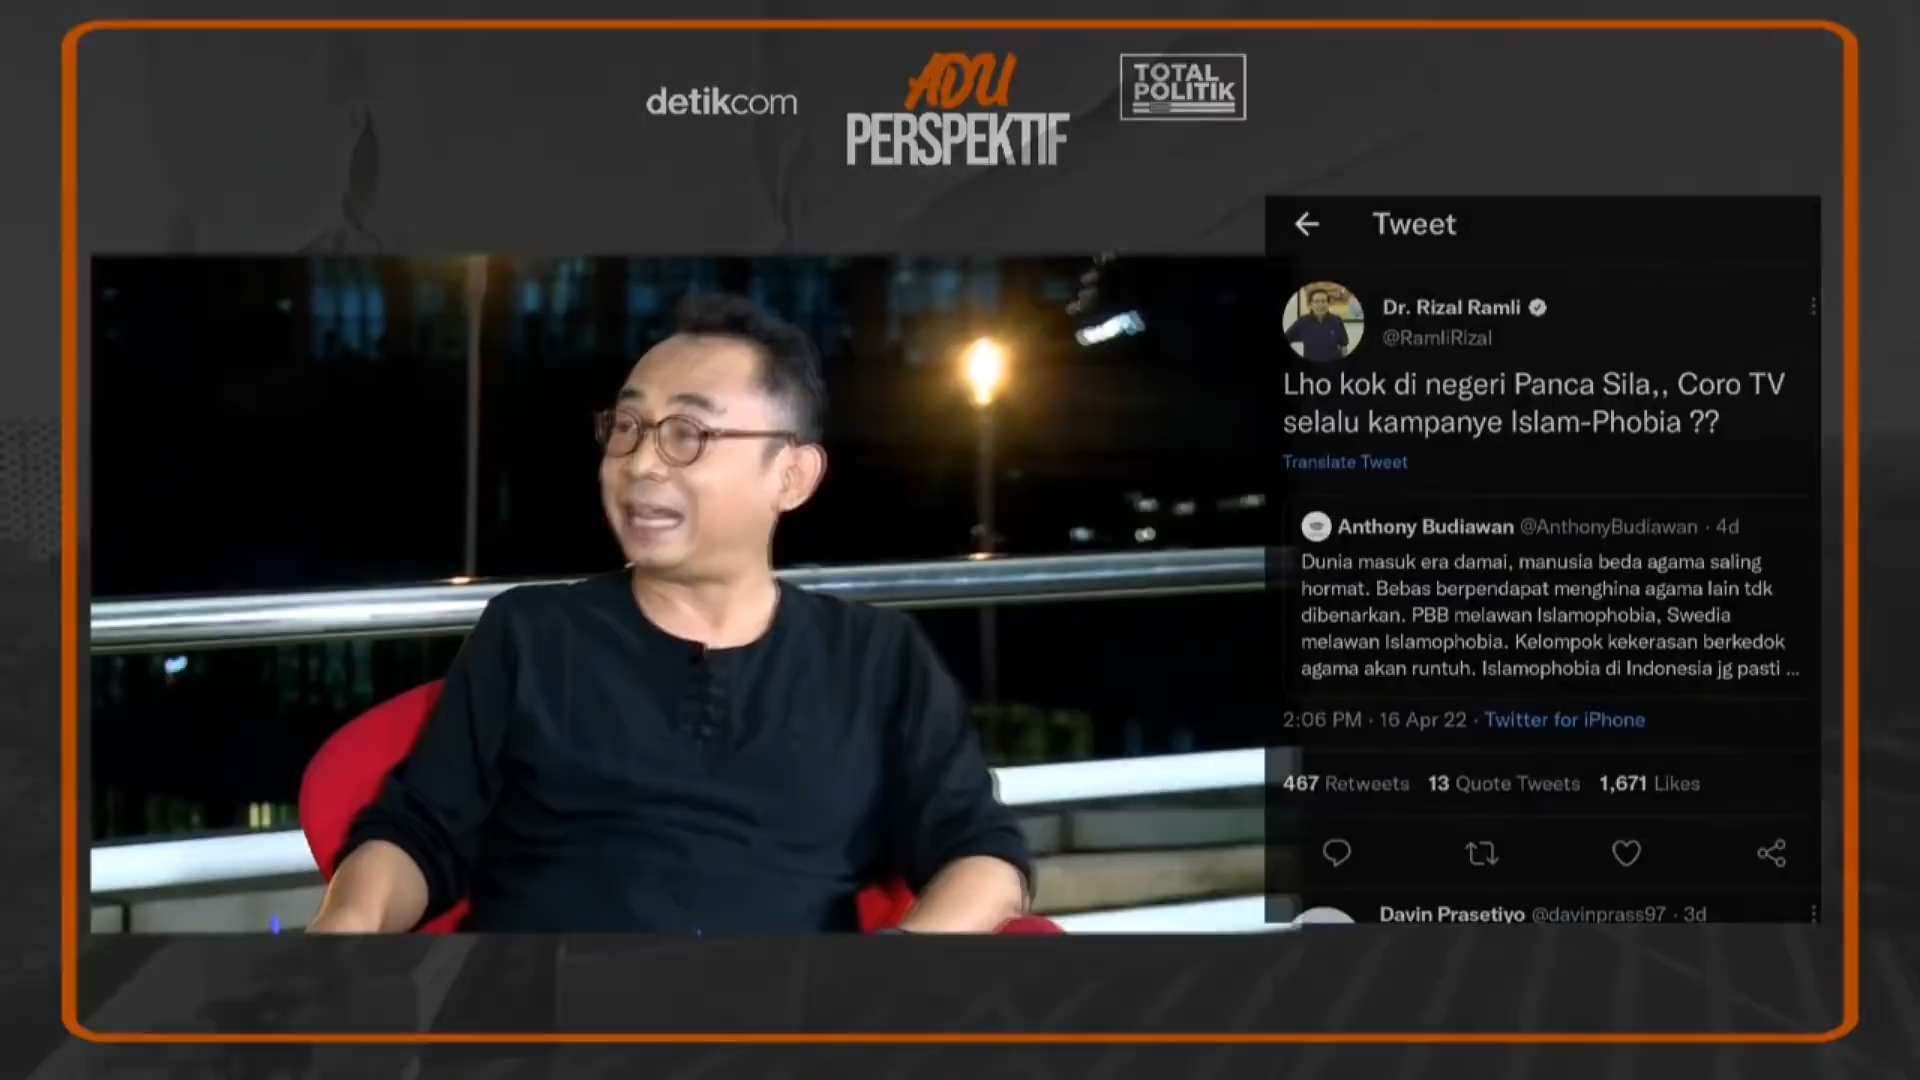 detikcom
ADU
PERSPEKTIF
TOTAL
POLITIK
Tweet
Dr. Rizal Ramli
@RamliRizal
Lho kok di negeri Panca Sila,, Coro TV
selalu kampanye Islam-Phobia ??
Translate Tweet
Anthony Budiawan @AnthonyBudiawan · 4d
Dunia masuk era damai, manusia beda agama saling
hormat. Bebas berpendapat menghina agama lain tdk
dibenarkan. PBB melawan Islamophobia, Swedia
melawan Islamophobia. Kelompok kekerasan berkedok
agama akan runtuh. Islamophobia di Indonesia jg pasti ...
2:06 PM · 16 Apr 22 · Twitter for iPhone
467 Retweets 13 Quote Tweets 1,671 Likes
Davin Prasetiyo @davinprass97 · 3d